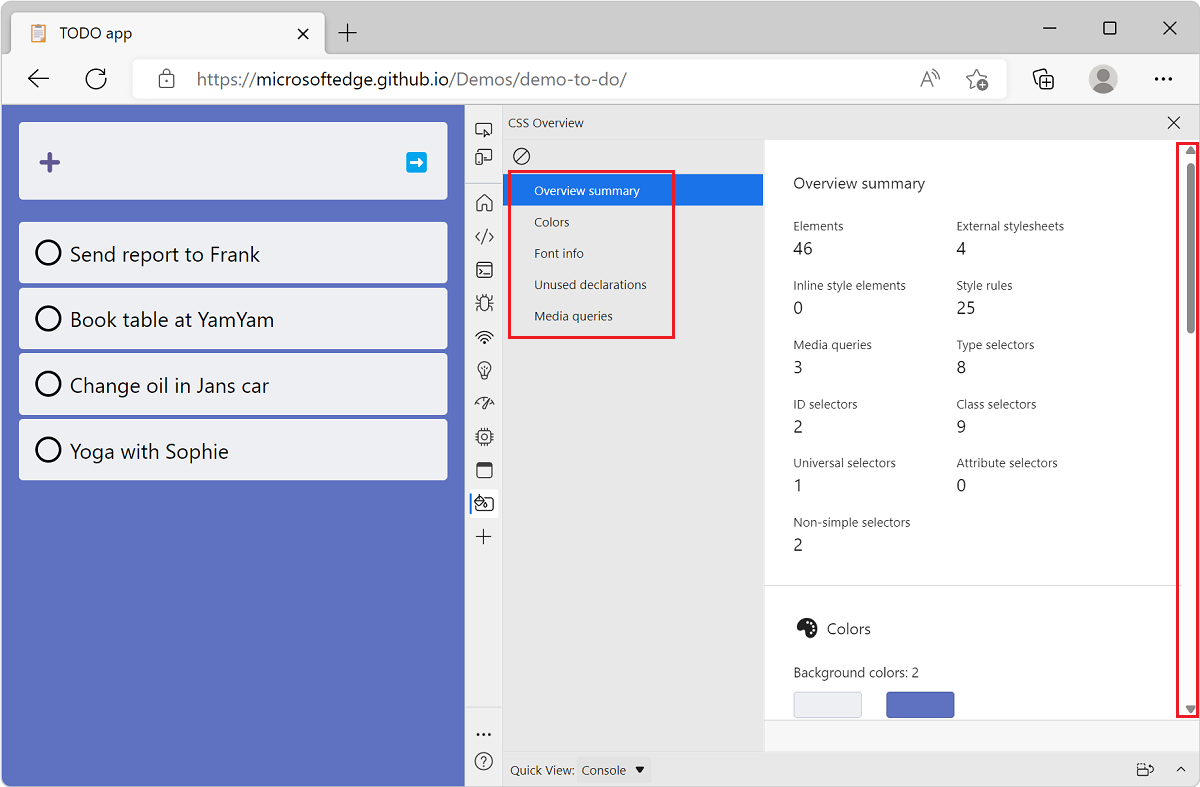 TODO app
https://microsoftedge.github.io/Demos/demo-to-do/
Send report to Frank
Book table at YamYam
Change oil in Jans car
Yoga with Sophie
CSS Overview
Overview summary
Colors
Font info
Unused declarations
Media queries
Overview summary
Elements External stylesheets
46 4
Inline style elements Style rules
0 25
Media queries Type selectors
3 8
ID selectors Class selectors
2 9
Universal selectors Attribute selectors
1 0
Non-simple selectors
2
Colors
Background colors: 2
Quick View: Console